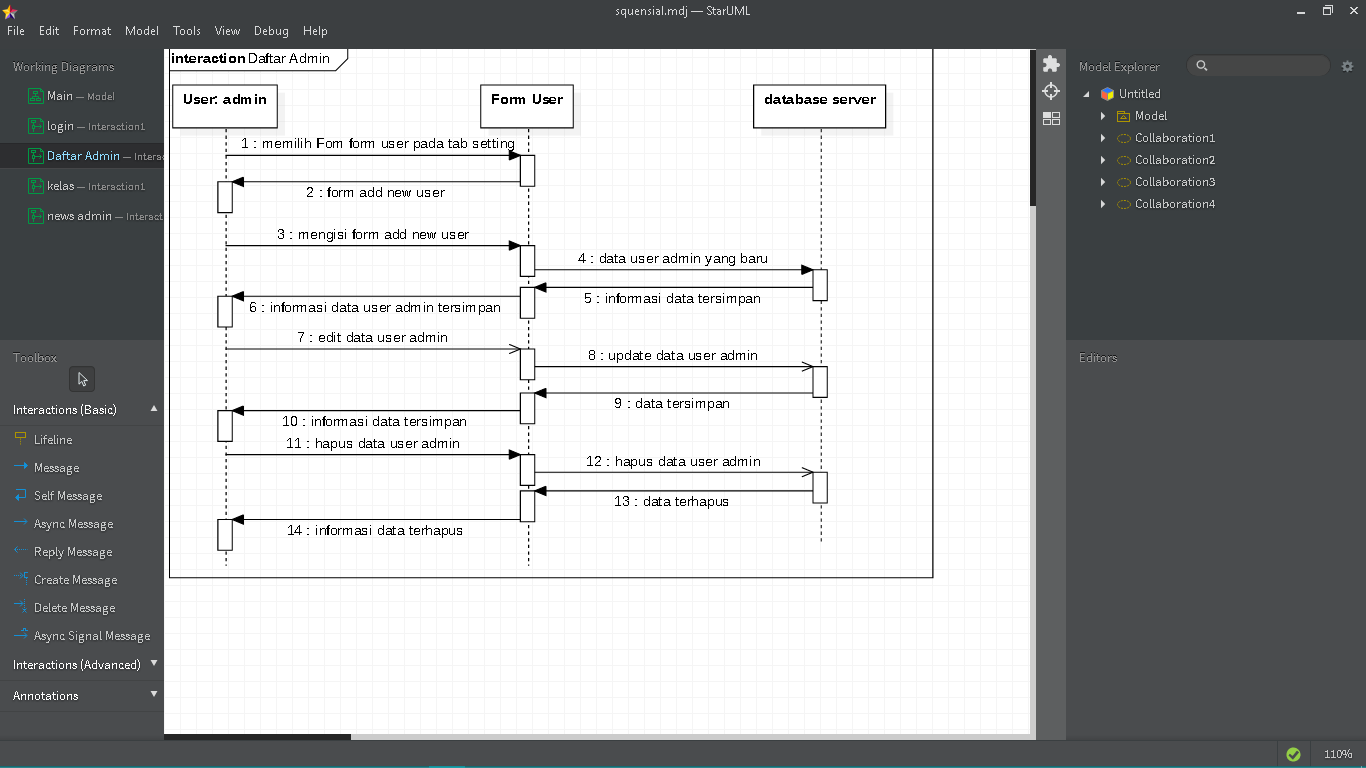 squensial.mdj — StarUML
File Edit Format Model Tools View Debug Help
Working Diagrams
Main — Model
login — Interaction1
Daftar Admin — Interac
kelas — Interaction1
news admin — Interact
Toolbox
Interactions (Basic)
Lifeline
Message
Self Message
Async Message
Reply Message
Create Message
Delete Message
Async Signal Message
Interactions (Advanced)
Annotations
interaction Daftar Admin
User: admin
Form User
database server
1 : memilih Fom form user pada tab setting
2 : form add new user
3 : mengisi form add new user
4 : data user admin yang baru
5 : informasi data tersimpan
6 : informasi data user admin tersimpan
7 : edit data user admin
8 : update data user admin
9 : data tersimpan
10 : informasi data tersimpan
11 : hapus data user admin
12 : hapus data user admin
13 : data terhapus
14 : informasi data terhapus
Model Explorer
Untitled
Model
Collaboration1
Collaboration2
Collaboration3
Collaboration4
Editors
110%